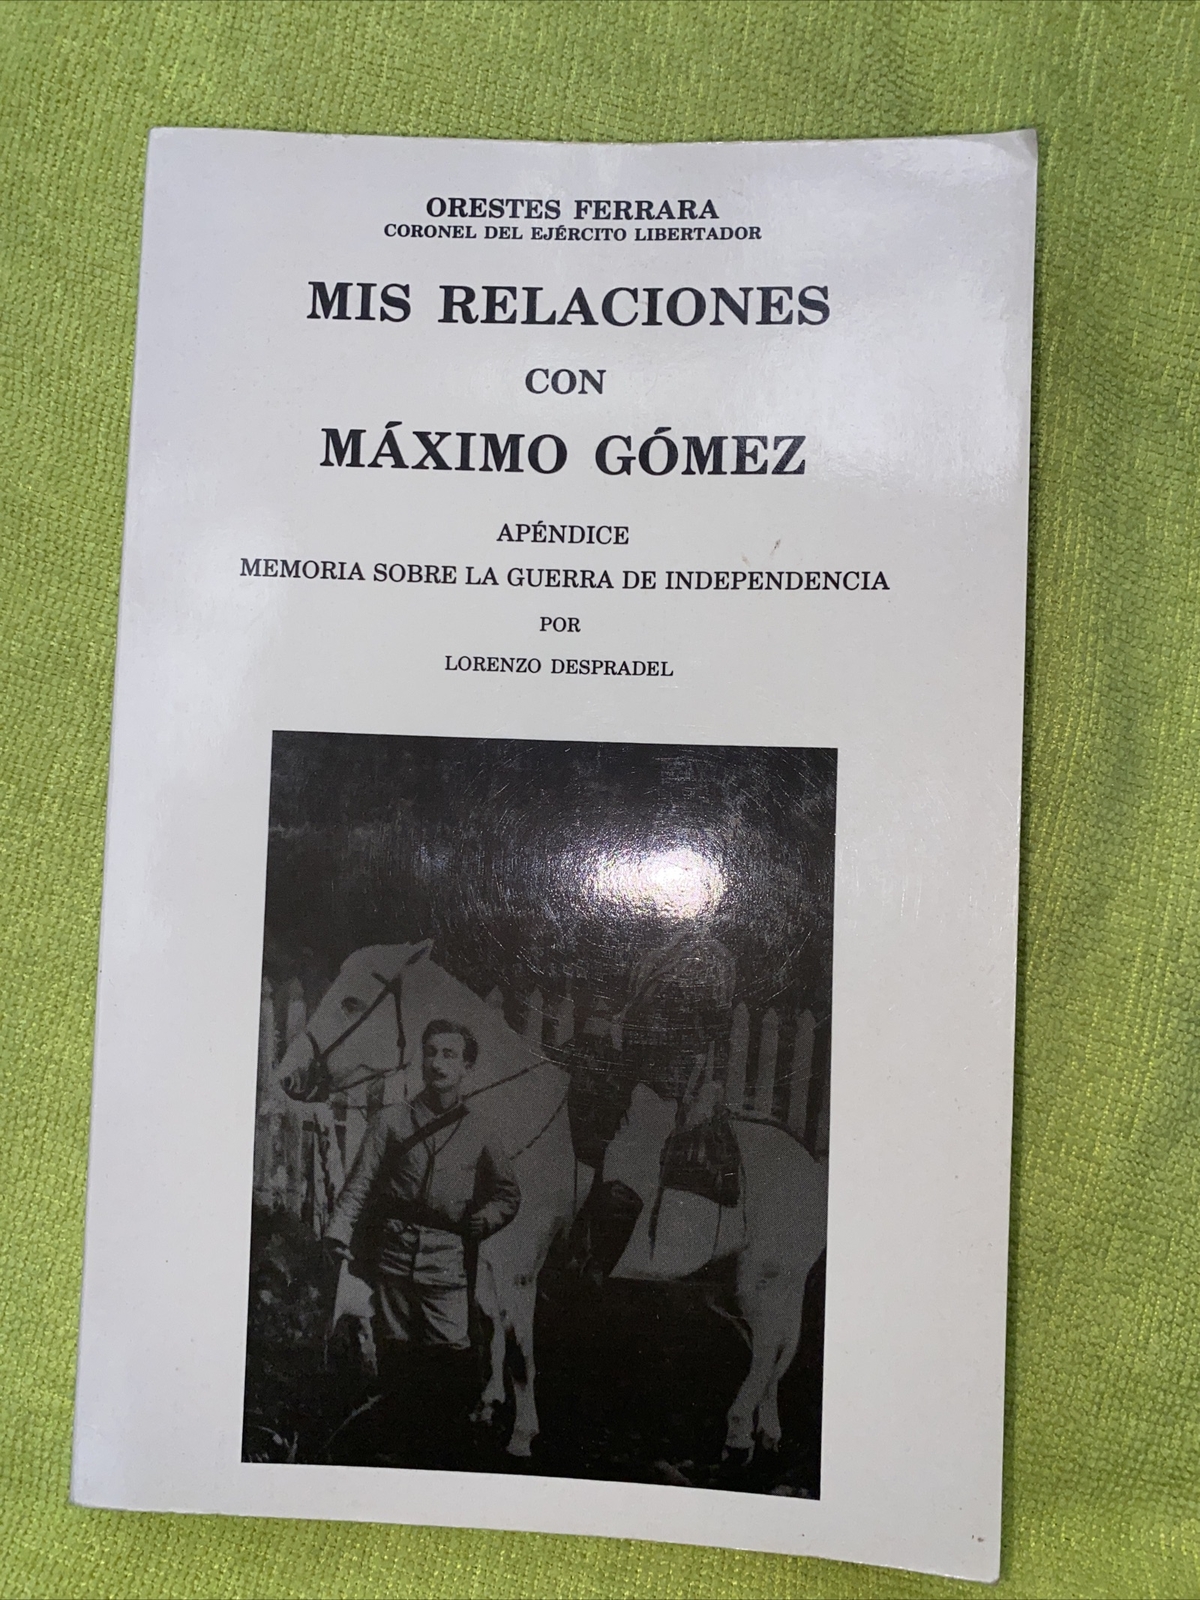 ORESTES FERRARA
CORONEL DEL EJÉRCITO LIBERTADOR
MIS RELACIONES
CON
MÁXIMO GÓMEZ
APÉNDICE
MEMORIA SOBRE LA GUERRA DE INDEPENDENCIA
POR
LORENZO DESPRADEL